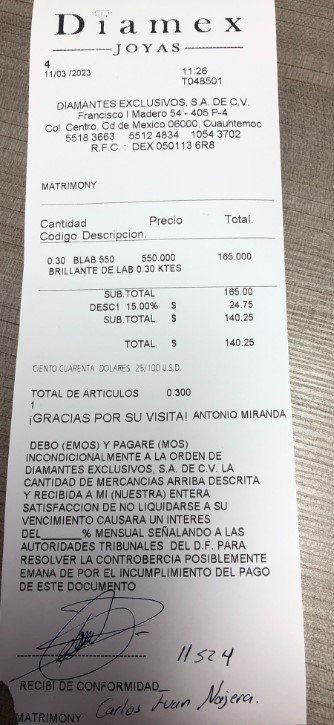 Diamex
JOYAS
4
11/03 /2023 11:26
T048501
DIAMANTES EXCLUSIVOS, S.A. DE C.V.
Francisco I Madero 54 - 405 P-4
Col. Centro, Cd de Mexico 06000, Cuauhtemoc
5518 3663 5512 4834 1054 3702
R.F.C. : DEX 050113 6R8
MATRIMONY
Cantidad Precio Total.
Codigo Descripcion.
0.30 BLAB 550 550.000 165.000
BRILLANTE DE LAB 0.30 KTES
SUB.TOTAL 165.00
DESC1 15.00% $ 24.75
SUB.TOTAL $ 140.25
TOTAL $ 140.25
CIENTO CUARENTA DOLARES 25/100 U.S.D.
TOTAL DE ARTICULOS 0.300
1
¡GRACIAS POR SU VISITA! ANTONIO MIRANDA
DEBO (EMOS) Y PAGARE (MOS)
INCONDICIONALMENTE A LA ORDEN DE
DIAMANTES EXCLUSIVOS, S.A. DE C.V. LA
CANTIDAD DE MERCANCIAS ARRIBA DESCRITA
Y RECIBIDA A MI (NUESTRA) ENTERA
SATISFACCION DE NO LIQUIDARSE A SU
VENCIMIENTO CAUSARA UN INTERES
DEL______% MENSUAL SEÑALANDO A LAS
AUTORIDADES TRIBUNALES DEL D.F. PARA
RESOLVER LA CONTROBERCIA POSIBLEMENTE
EMANA DE POR EL INCUMPLIMIENTO DEL PAGO
DE ESTE DOCUMENTO
11524
RECIBI DE CONFORMIDAD_
Carlos Ivan Najera.
MATRIMONY